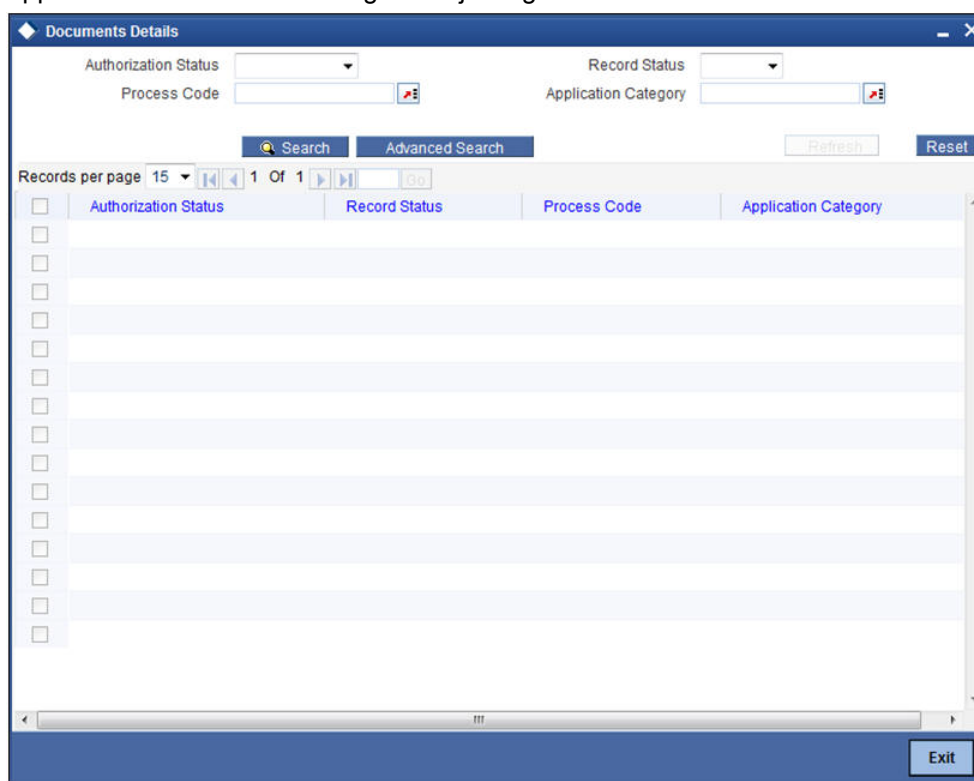 Documents Details
Authorization Status Record Status
Process Code Application Category
Search Advanced Search Refresh Reset
Records per page 15 1 Of 1 Go
Authorization Status Record Status Process Code Application Category
Exit